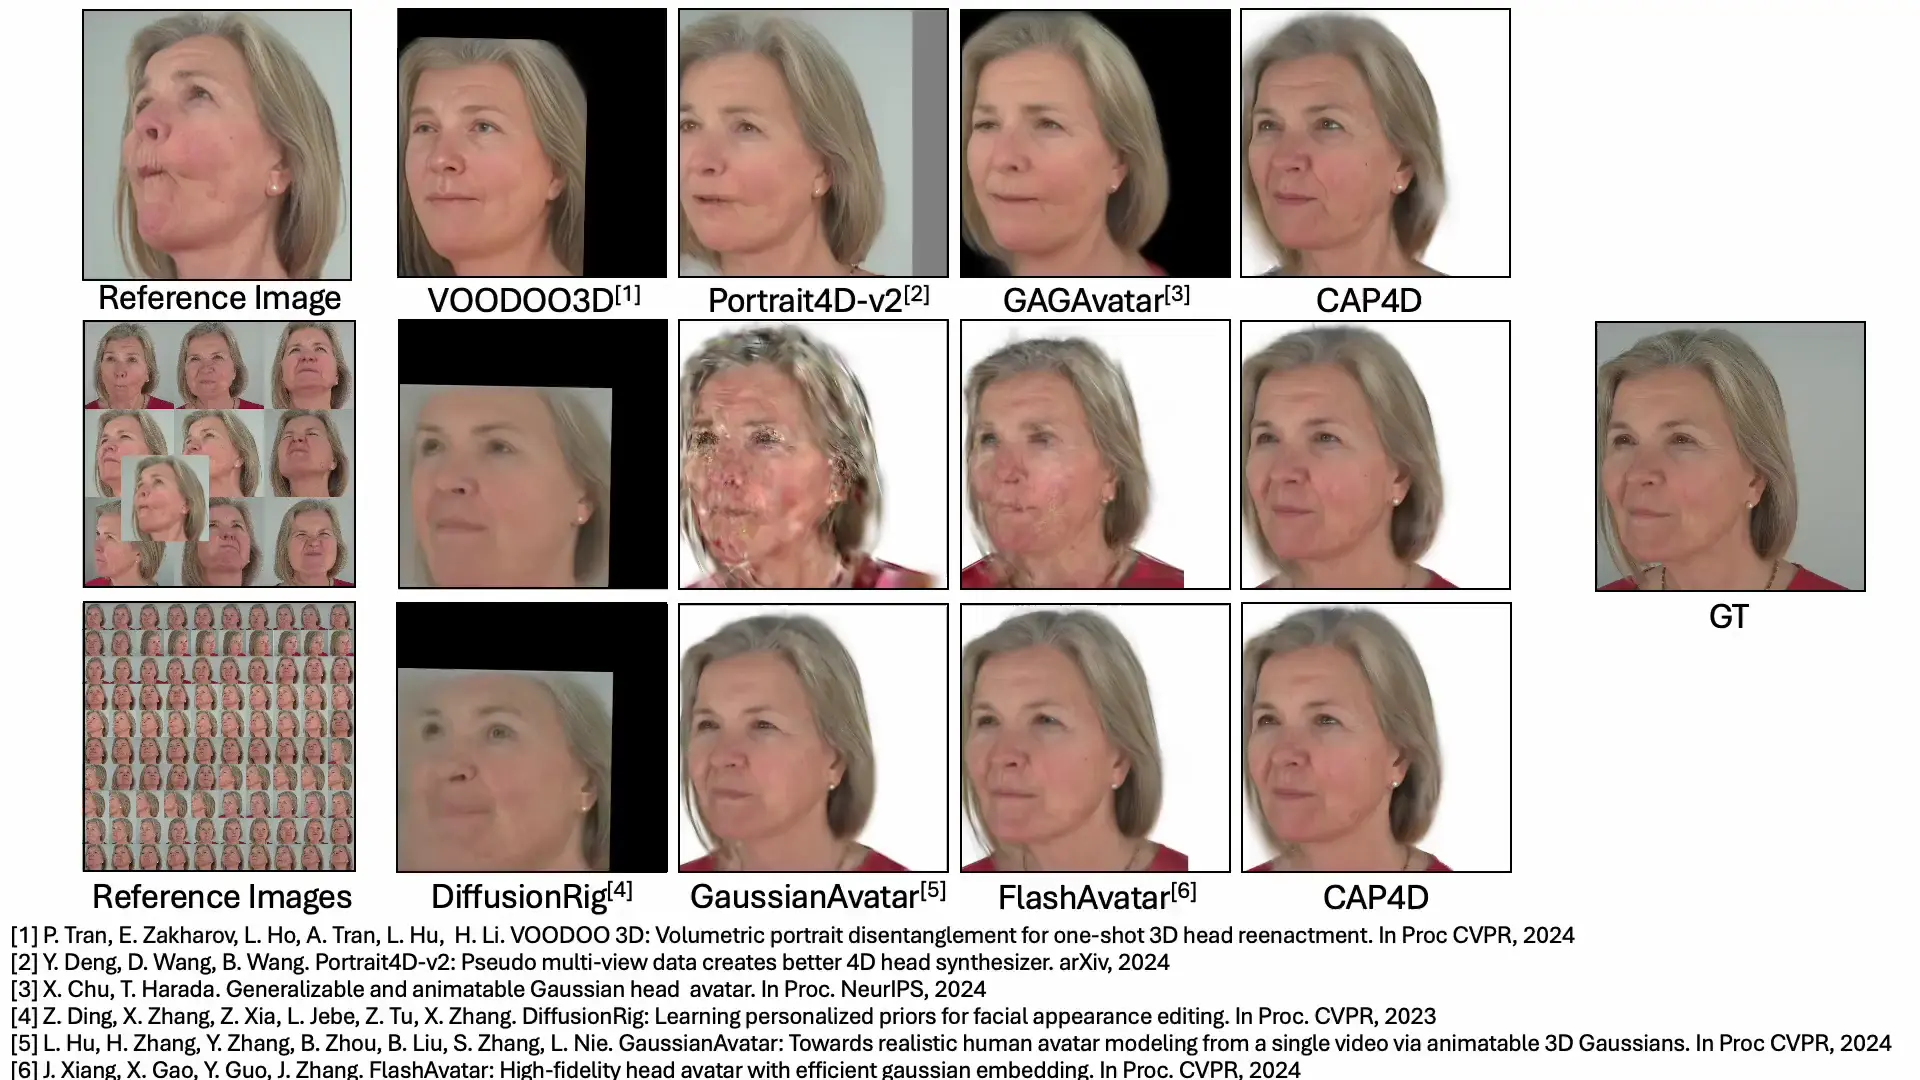 Reference Image
VOODOO3D[1]
Portrait4D-v2[2]
GAGAvatar[3]
CAP4D
GT
Reference Images
DiffusionRig[4]
GaussianAvatar[5]
FlashAvatar[6]
CAP4D
[1] P. Tran, E. Zakharov, L. Ho, A. Tran, L. Hu, H. Li. VOODOO 3D: Volumetric portrait disentanglement for one-shot 3D head reenactment. In Proc CVPR, 2024
[2] Y. Deng, D. Wang, B. Wang. Portrait4D-v2: Pseudo multi-view data creates better 4D head synthesizer. arXiv, 2024
[3] X. Chu, T. Harada. Generalizable and animatable Gaussian head avatar. In Proc. NeurIPS, 2024
[4] Z. Ding, X. Zhang, Z. Xia, L. Jebe, Z. Tu, X. Zhang. DiffusionRig: Learning personalized priors for facial appearance editing. In Proc. CVPR, 2023
[5] L. Hu, H. Zhang, Y. Zhang, B. Zhou, B. Liu, S. Zhang, L. Nie. GaussianAvatar: Towards realistic human avatar modeling from a single video via animatable 3D Gaussians. In Proc CVPR, 2024
[6] J. Xiang, X. Gao, Y. Guo, J. Zhang. FlashAvatar: High-fidelity head avatar with efficient gaussian embedding. In Proc. CVPR, 2024